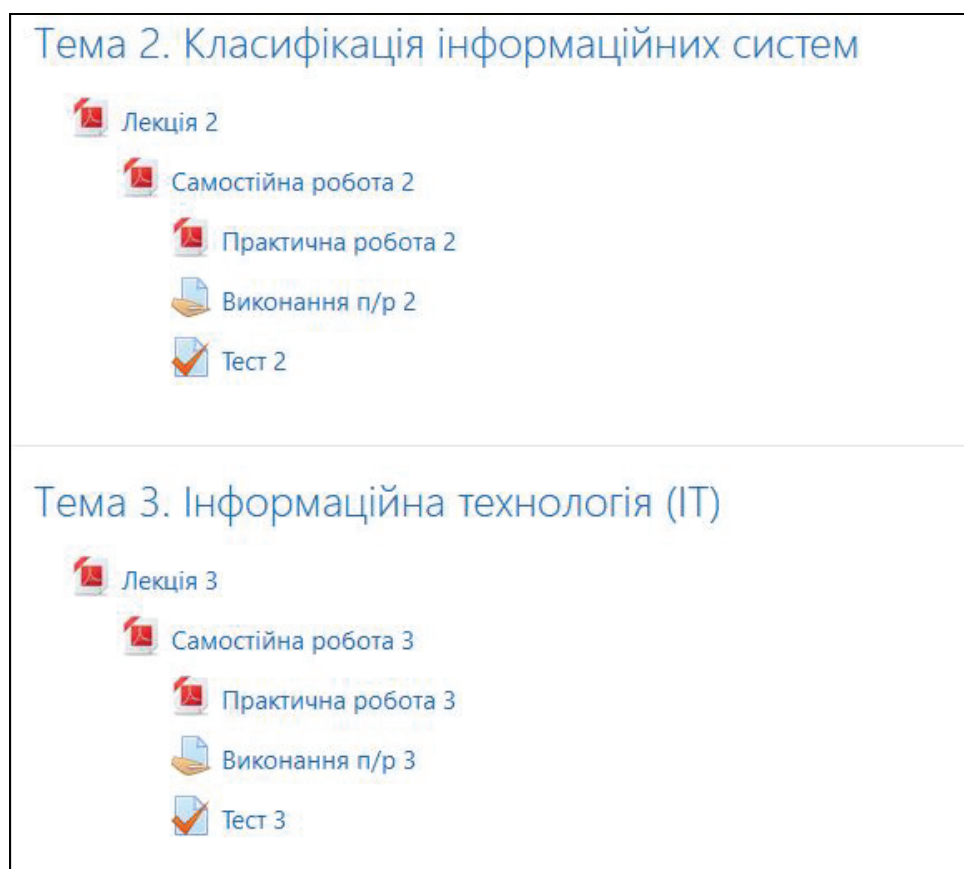 Тема 2. Класифікація інформаційних систем
Лекція 2
Самостійна робота 2
Практична робота 2
Виконання п/р 2
Тест 2
Тема 3. Інформаційна технологія (ІТ)
Лекція 3
Самостійна робота 3
Практична робота 3
Виконання п/р 3
Тест 3